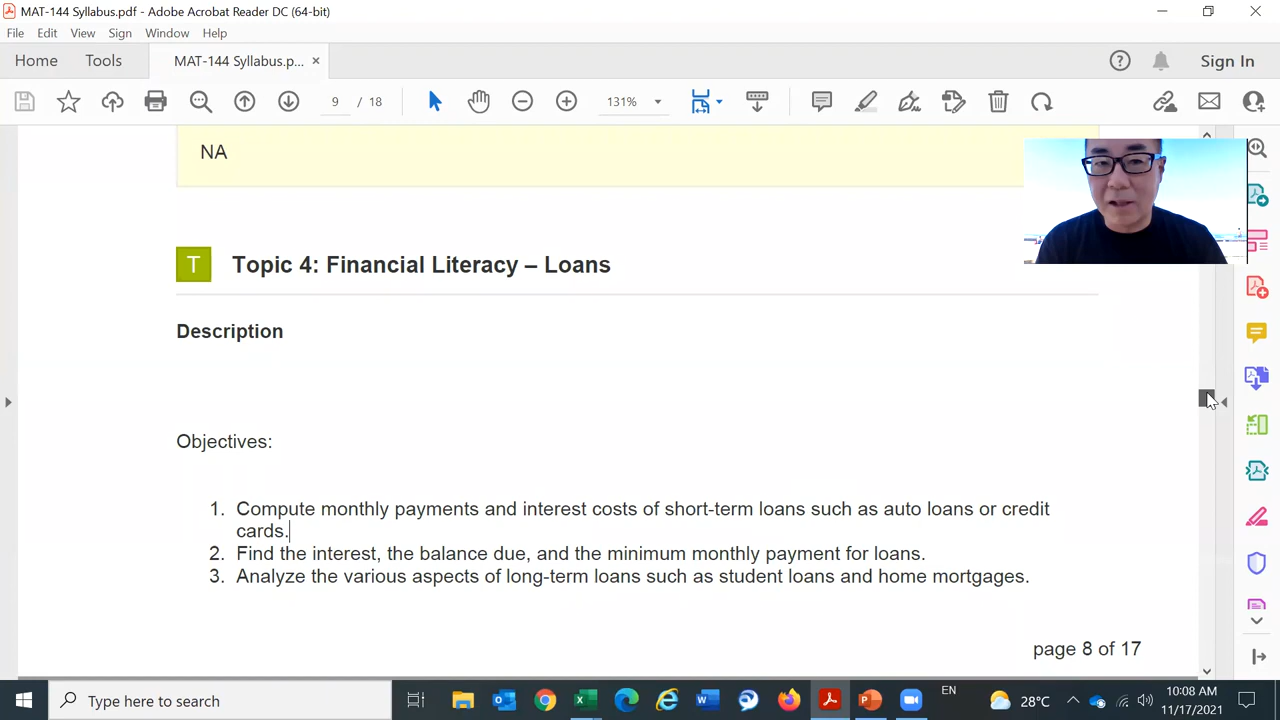 MAT-144 Syllabus.pdf - Adobe Acrobat Reader DC (64-bit)
File Edit View Sign Window Help
Home Tools MAT-144 Syllabus.p... Sign In
9 / 18 131%
NA
T Topic 4: Financial Literacy – Loans
Description
Objectives:
1. Compute monthly payments and interest costs of short-term loans such as auto loans or credit
cards.
2. Find the interest, the balance due, and the minimum monthly payment for loans.
3. Analyze the various aspects of long-term loans such as student loans and home mortgages.
page 8 of 17
Type here to search EN 28°C 10:08 AM
11/17/2021